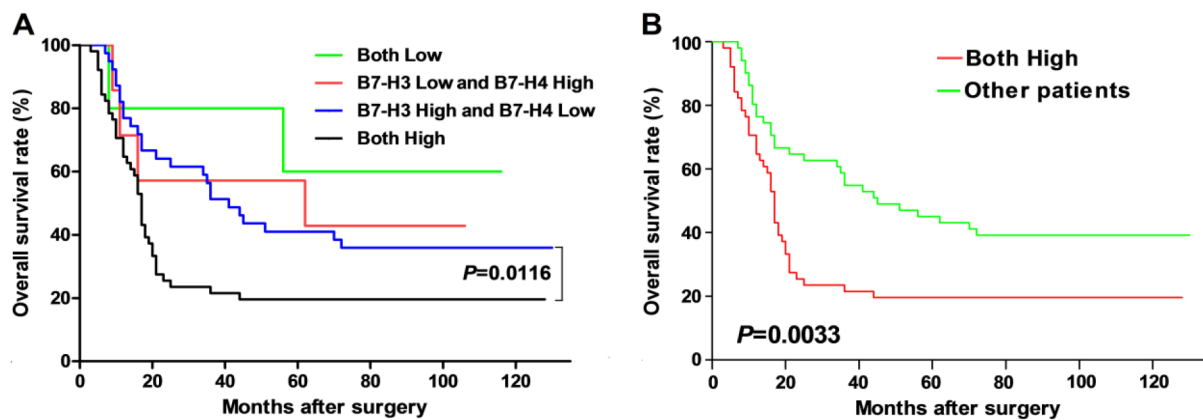 A
Overall survival rate (%)
100
80
60
40
20
0
0 20 40 60 80 100 120
Months after surgery
Both Low
B7-H3 Low and B7-H4 High
B7-H3 High and B7-H4 Low
Both High
P=0.0116
B
Overall survival rate (%)
100
80
60
40
20
0
0 20 40 60 80 100 120
Months after surgery
Both High
Other patients
P=0.0033